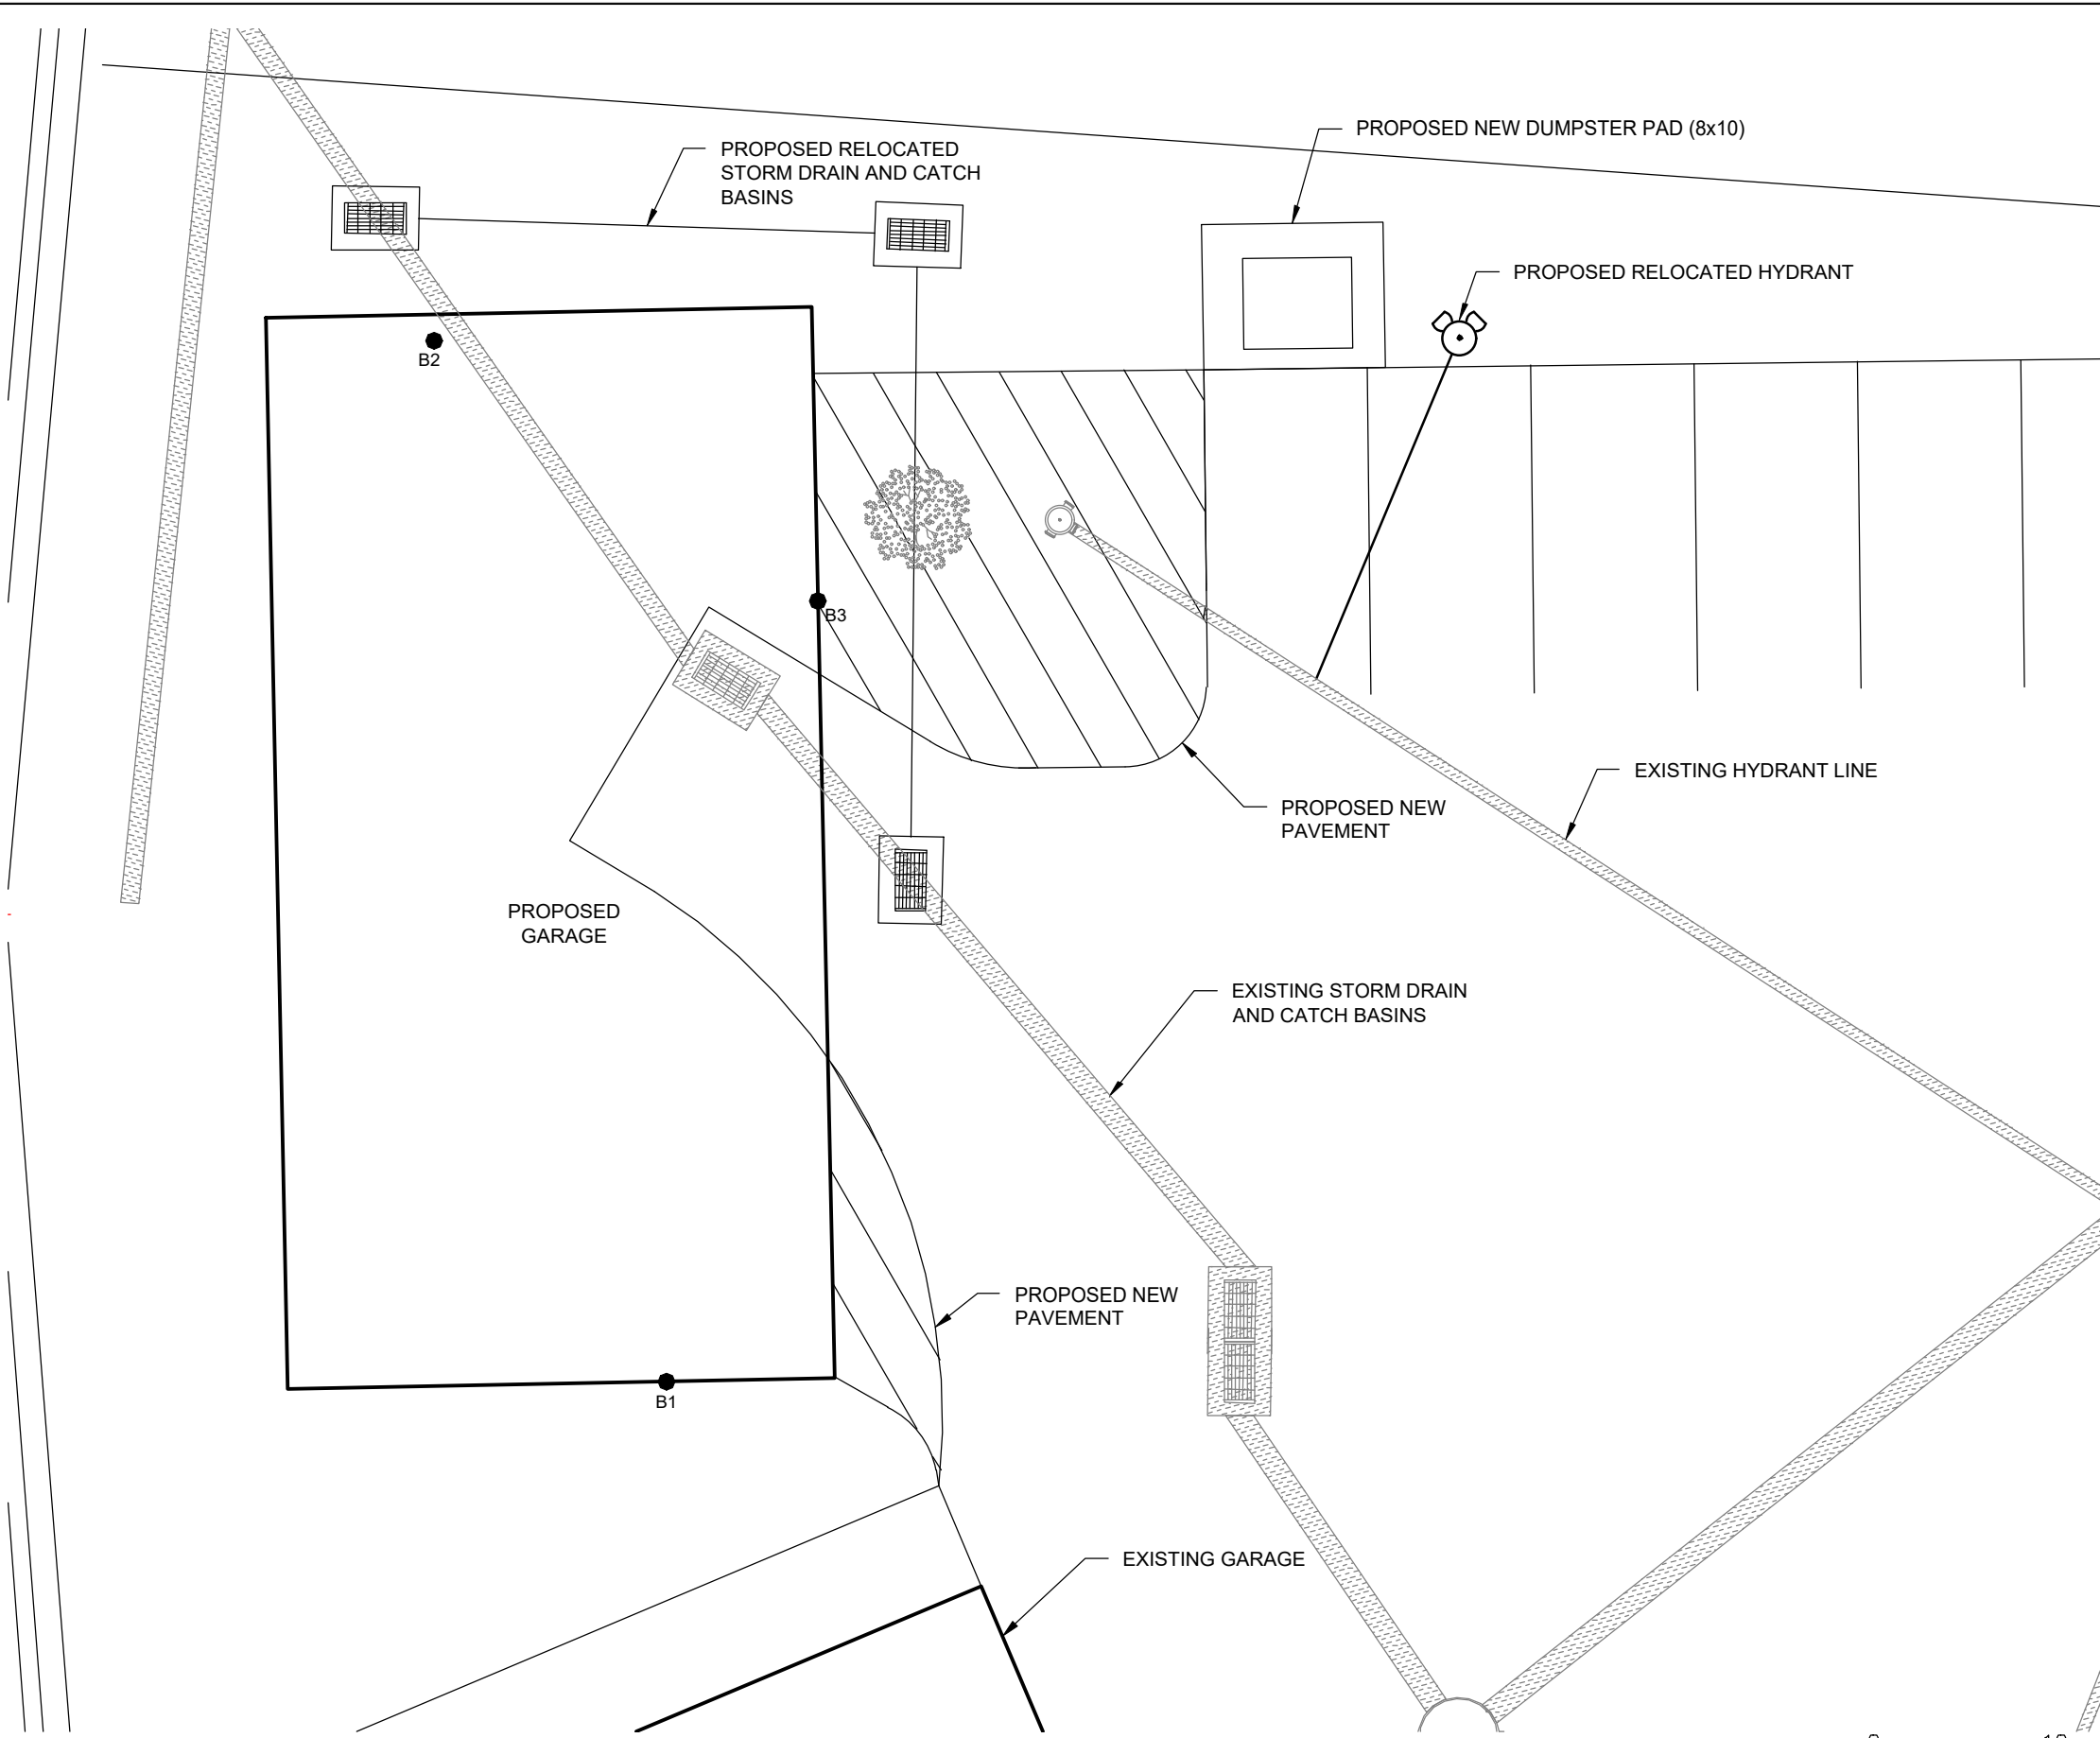 PROPOSED NEW DUMPSTER PAD (8x10)
PROPOSED RELOCATED
STORM DRAIN AND CATCH
BASINS
PROPOSED RELOCATED HYDRANT
B2
B3
EXISTING HYDRANT LINE
PROPOSED NEW
PAVEMENT
PROPOSED
GARAGE
EXISTING STORM DRAIN
AND CATCH BASINS
PROPOSED NEW
PAVEMENT
B1
EXISTING GARAGE